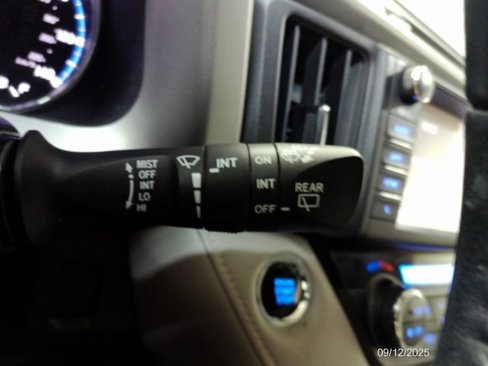 MIST
OFF
INT
LO
HI
INT
ON
INT
OFF
REAR
09/12/2025